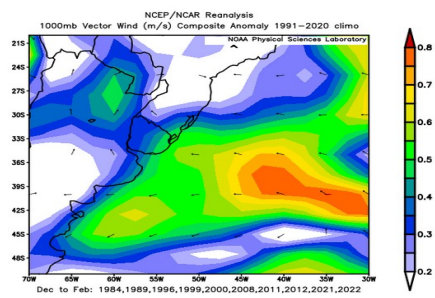 NCEP/NCAR Reanalysis
1000mb Vector Wind (m/s) Composite Anomaly 1991-2020 climo
NOAA Physical Sciences Laboratory
21S
24S
27S
30S
33S
36S
39S
42S
45S
48S
70W 65W 60W 55W 50W 45W 40W 35W 30W
0.8
0.7
0.6
0.5
0.4
0.3
0.2
Dec to Feb: 1984,1989,1996,1999,2000,2008,2011,2012,2021,2022